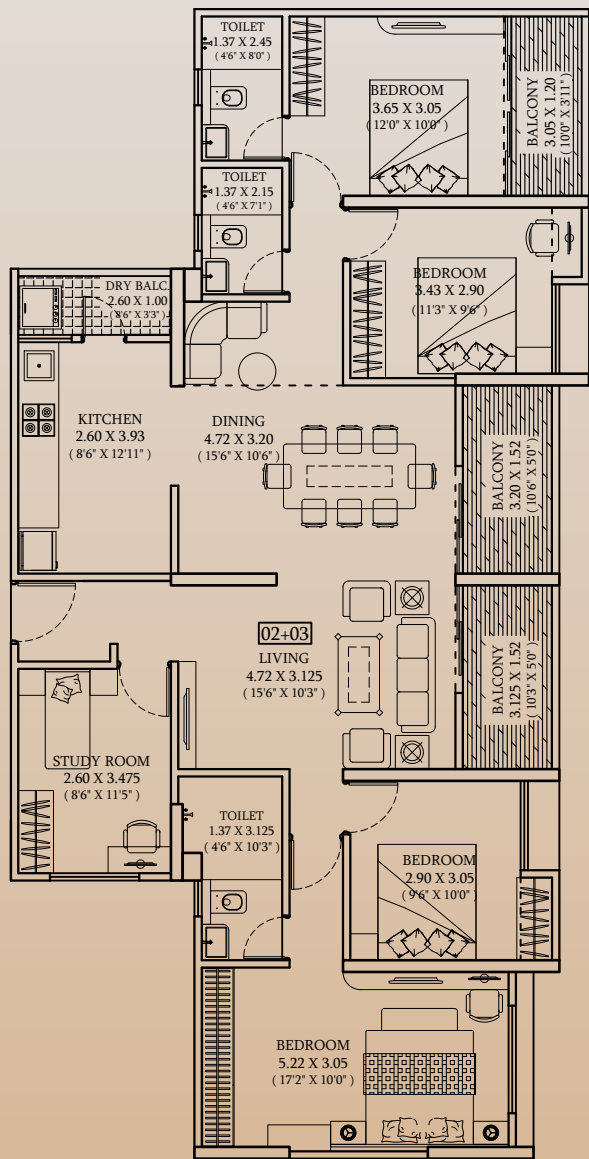 TOILET
1.37 X 2.45
( 4'6" X 8'0" )
BEDROOM
3.65 X 3.05
( 12'0" X 10'0" )
BALCONY
3.05 X 1.20
( 10'0" X 3'11" )
TOILET
1.37 X 2.15
( 4'6" X 7'1" )
BEDROOM
3.43 X 2.90
( 11'3" X 9'6" )
DRY BALC.
2.60 X 1.00
( 8'6" X 3'3" )
KITCHEN
2.60 X 3.93
( 8'6" X 12'11" )
DINING
4.72 X 3.20
( 15'6" X 10'6" )
BALCONY
3.20 X 1.52
( 10'6" X 5'0" )
02+03
LIVING
4.72 X 3.125
( 15'6" X 10'3" )
BALCONY
3.125 X 1.52
( 10'3" X 5'0" )
STUDY ROOM
2.60 X 3.475
( 8'6" X 11'5" )
TOILET
1.37 X 3.125
( 4'6" X 10'3" )
BEDROOM
2.90 X 3.05
( 9'6" X 10'0" )
BEDROOM
5.22 X 3.05
( 17'2" X 10'0" )